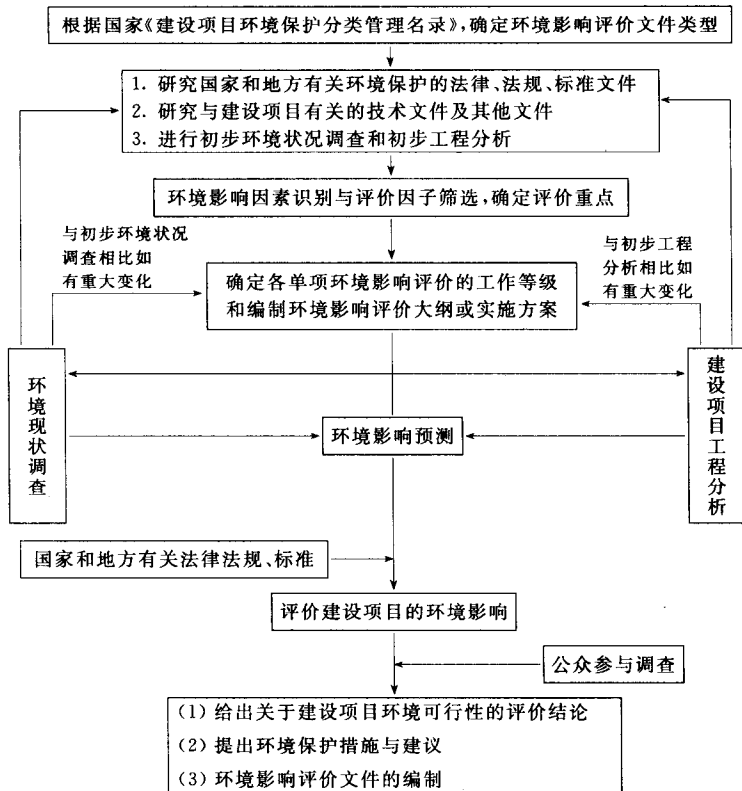 根据国家《建设项目环境保护分类管理名录》,确定环境影响评价文件类型
1. 研究国家和地方有关环境保护的法律、法规、标准文件
2. 研究与建设项目有关的技术文件及其他文件
3. 进行初步环境状况调查和初步工程分析
环境影响因素识别与评价因子筛选,确定评价重点
与初步环境状况
调查相比如
有重大变化
与初步工程
分析相比如
有重大变化
确定各单项环境影响评价的工作等级
和编制环境影响评价大纲或实施方案
环境现状调查
建设项目工程分析
环境影响预测
国家和地方有关法律法规、标准
评价建设项目的环境影响
公众参与调查
(1) 给出关于建设项目环境可行性的评价结论
(2) 提出环境保护措施与建议
(3) 环境影响评价文件的编制